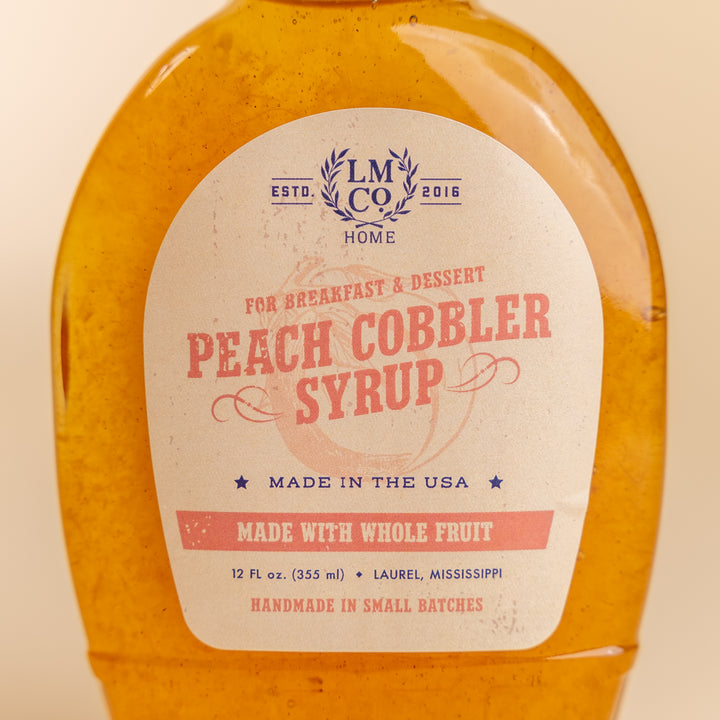 LM
ESTD. Co. 2016
HOME
FOR BREAKFAST & DESSERT
PEACH COBBLER
SYRUP
★ MADE IN THE USA ★
MADE WITH WHOLE FRUIT
12 FL oz. (355 ml) ◆ LAUREL, MISSISSIPPI
HANDMADE IN SMALL BATCHES